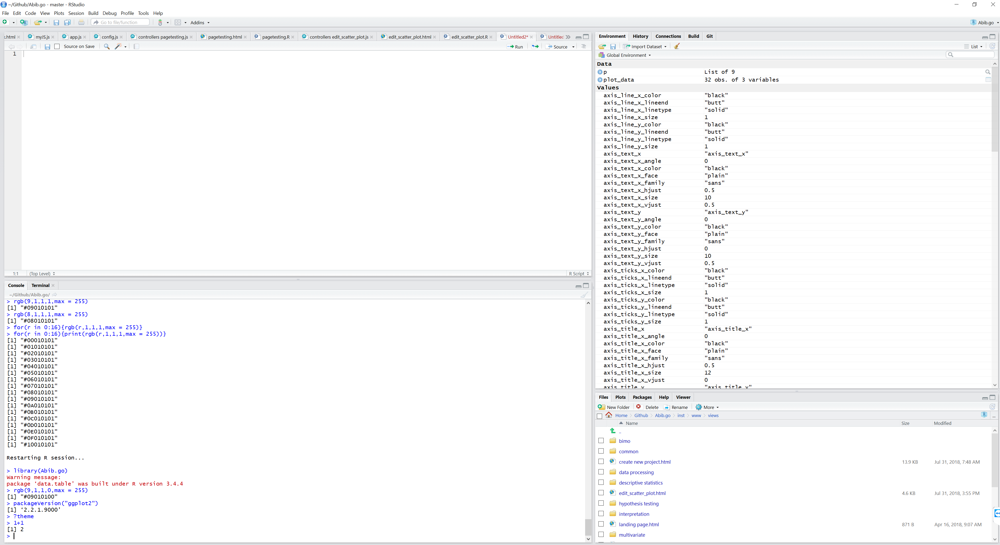 ~/Github/Abib.go - master - RStudio
File Edit Code View Plots Session Build Debug Profile Tools Help
Go to file/function Addins Abib.go
.html myJS.js app.js config.js controllers pagetesting.js pagetesting.html pagetesting.R controllers edit_scatter_plot.js edit_scatter_plot.html edit_scatter_plot.R Untitled2* Untitled
Source on Save Run Source
1
1:1 (Top Level) R Script
Console Terminal
~/Github/Abib.go/
> rgb(9,1,1,1,max = 255)
[1] "#09010101"
> rgb(8,1,1,1,max = 255)
[1] "#08010101"
> for(r in 0:16){rgb(r,1,1,1,max = 255)}
> for(r in 0:16){print(rgb(r,1,1,1,max = 255))}
[1] "#00010101"
[1] "#01010101"
[1] "#02010101"
[1] "#03010101"
[1] "#04010101"
[1] "#05010101"
[1] "#06010101"
[1] "#07010101"
[1] "#08010101"
[1] "#09010101"
[1] "#0A010101"
[1] "#0B010101"
[1] "#0C010101"
[1] "#0D010101"
[1] "#0E010101"
[1] "#0F010101"
[1] "#10010101"
Restarting R session...
> library(Abib.go)
Warning message:
package ‘data.table’ was built under R version 3.4.4
> rgb(9,1,1,0,max = 255)
[1] "#09010100"
> packageVersion("ggplot2")
[1] ‘2.2.1.9000’
> ?theme
> 1+1
[1] 2
>
Environment History Connections Build Git
Import Dataset List
Global Environment
Data
p List of 9
plot_data 32 obs. of 3 variables
Values
axis_line_x_color "black"
axis_line_x_lineend "butt"
axis_line_x_linetype "solid"
axis_line_x_size 1
axis_line_y_color "black"
axis_line_y_lineend "butt"
axis_line_y_linetype "solid"
axis_line_y_size 1
axis_text_x "axis_text_x"
axis_text_x_angle 0
axis_text_x_color "black"
axis_text_x_face "plain"
axis_text_x_family "sans"
axis_text_x_hjust 0.5
axis_text_x_size 10
axis_text_x_vjust 0.5
axis_text_y "axis_text_y"
axis_text_y_angle 0
axis_text_y_color "black"
axis_text_y_face "plain"
axis_text_y_family "sans"
axis_text_y_hjust 0
axis_text_y_size 10
axis_text_y_vjust 0.5
axis_ticks_x_color "black"
axis_ticks_x_lineend "butt"
axis_ticks_x_linetype "solid"
axis_ticks_x_size 1
axis_ticks_y_color "black"
axis_ticks_y_lineend "butt"
axis_ticks_y_linetype "solid"
axis_ticks_y_size 1
axis_title_x "axis_title_x"
axis_title_x_angle 0
axis_title_x_color "black"
axis_title_x_face "plain"
axis_title_x_family "sans"
axis_title_x_hjust 0.5
axis_title_x_size 12
axis_title_x_vjust 0
axis_title_y "axis_title_y"
Files Plots Packages Help Viewer
New Folder Delete Rename More
Home Github Abib.go inst www views ...
Name Size Modified
..
bimo
common
create new project.html 13.9 KB Jul 31, 2018, 7:48 AM
data processing
descriptive statistics
edit_scatter_plot.html 4.6 KB Jul 31, 2018, 3:55 PM
hypothesis testing
interpretation
landing page.html 871 B Apr 16, 2018, 9:07 AM
multivariate